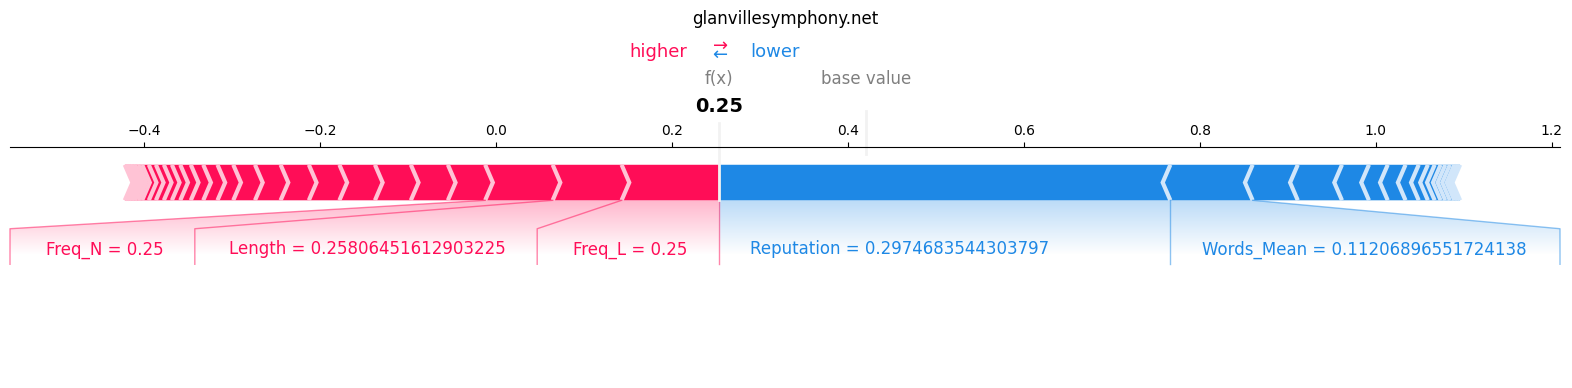 glanvillesymphony.net
higher ⇄ lower
f(x) base value
0.25
−0.4 −0.2 0.0 0.2 0.4 0.6 0.8 1.0 1.2
Freq_N = 0.25 Length = 0.25806451612903225 Freq_L = 0.25 Reputation = 0.2974683544303797 Words_Mean = 0.11206896551724138